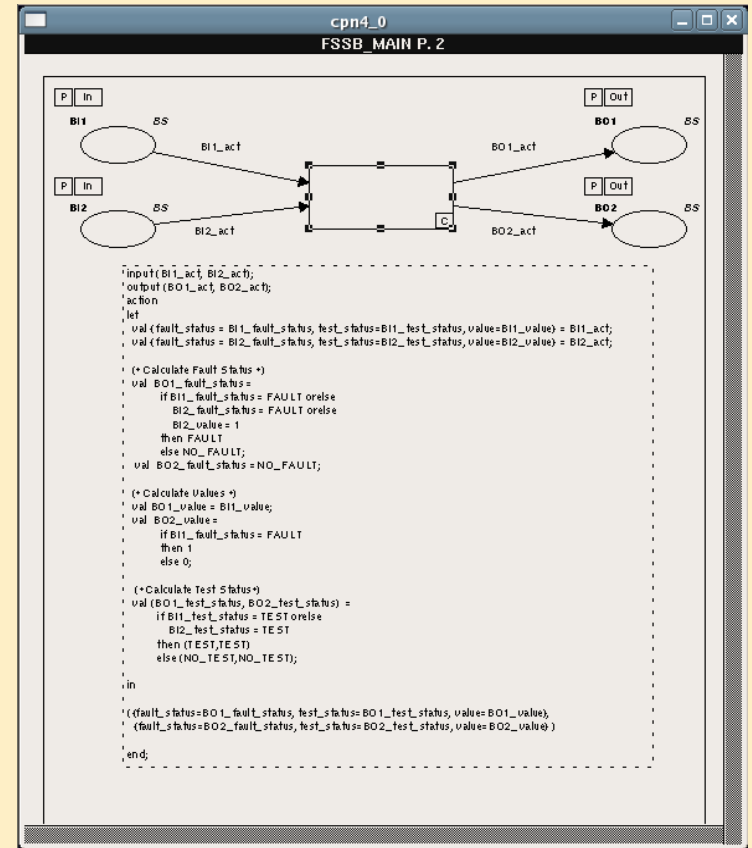 cpn4_0
FSSB_MAIN P. 2
P In
P Out
BI1 BS
BO1 BS
BI1_act
BO1_act
P In
P Out
BI2 BS
BO2 BS
BI2_act
C
BO2_act
input (BI1_act, BI2_act);
output (BO1_act, BO2_act);
action
let
val {fault_status = BI1_fault_status, test_status=BI1_test_status, value=BI1_value} = BI1_act;
val {fault_status = BI2_fault_status, test_status=BI2_test_status, value=BI2_value} = BI2_act;
(* Calculate Fault Status *)
val BO1_fault_status =
if BI1_fault_status = FAULT orelse
BI2_fault_status = FAULT orelse
BI2_value = 1
then FAULT
else NO_FAULT;
val BO2_fault_status = NO_FAULT;
(* Calculate Values *)
val BO1_value = BI1_value;
val BO2_value =
if BI1_fault_status = FAULT
then 1
else 0;
(*Calculate Test Status*)
val (BO1_test_status, BO2_test_status) =
if BI1_test_status = TEST orelse
BI2_test_status = TEST
then (TEST,TEST)
else (NO_TEST,NO_TEST);
in
({fault_status=BO1_fault_status, test_status=BO1_test_status, value=BO1_value},
{fault_status=BO2_fault_status, test_status=BO2_test_status, value=BO2_value} )
end;